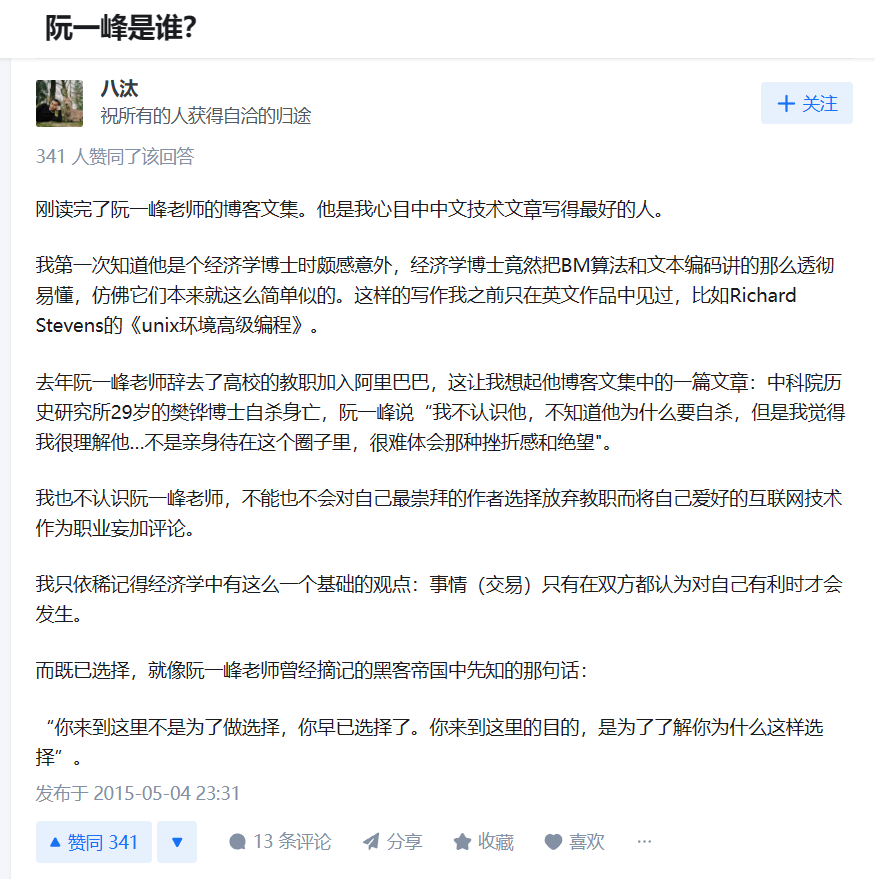 阮一峰是谁?
八汰
祝所有的人获得自洽的归途
+ 关注
341 人赞同了该回答
刚读完了阮一峰老师的博客文集。他是我心目中中文技术文章写得最好的人。
我第一次知道他是个经济学博士时颇感意外，经济学博士竟然把BM算法和文本编码讲的那么透彻
易懂，仿佛它们本来就这么简单似的。这样的写作我之前只在英文作品中见过，比如Richard
Stevens的《unix环境高级编程》。
去年阮一峰老师辞去了高校的教职加入阿里巴巴，这让我想起他博客文集中的一篇文章：中科院历
史研究所29岁的樊铧博士自杀身亡，阮一峰说“我不认识他，不知道他为什么要自杀，但是我觉得
我很理解他...不是亲身待在这个圈子里，很难体会那种挫折感和绝望"。
我也不认识阮一峰老师，不能也不会对自己最崇拜的作者选择放弃教职而将自己爱好的互联网技术
作为职业妄加评论。
我只依稀记得经济学中有这么一个基础的观点：事情（交易）只有在双方都认为对自己有利时才会
发生。
而既已选择，就像阮一峰老师曾经摘记的黑客帝国中先知的那句话：
“你来到这里不是为了做选择，你早已选择了。你来到这里的目的，是为了了解你为什么这样选
择”。
发布于 2015-05-04 23:31
赞同 341 13 条评论 分享 收藏 喜欢 ···